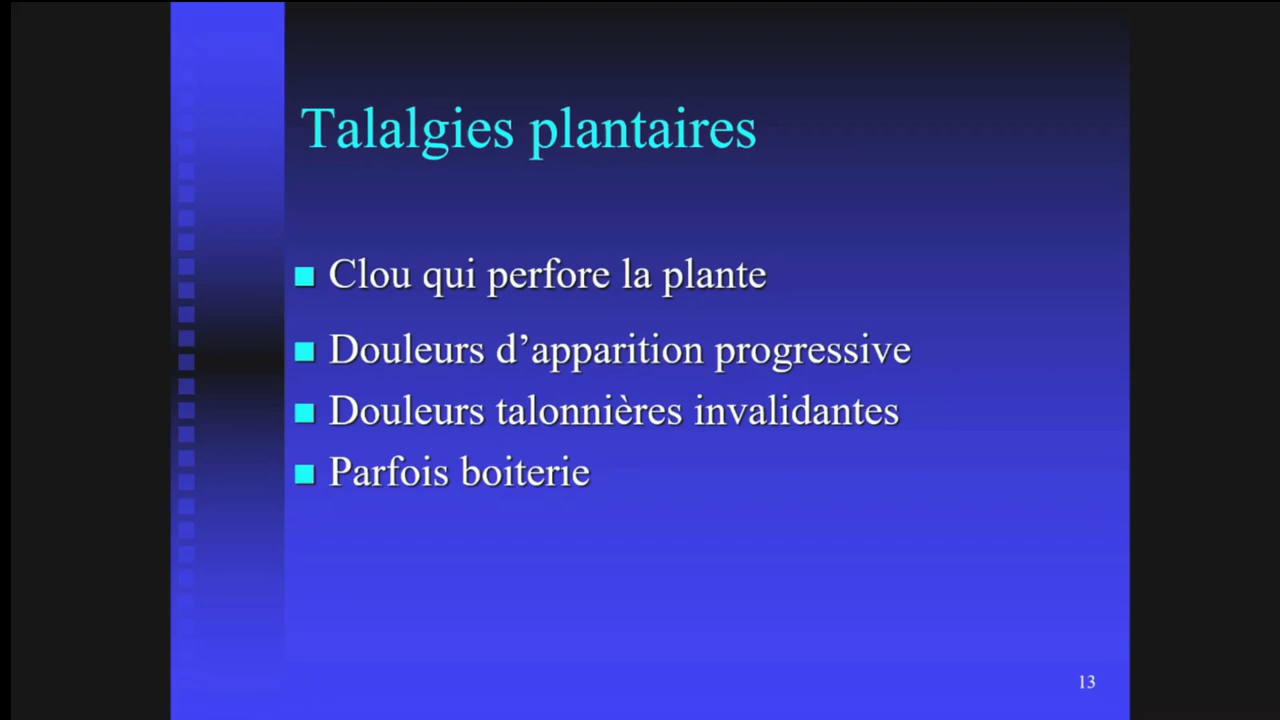 Talalgies plantaires
Clou qui perfore la plante
Douleurs d’apparition progressive
Douleurs talonnières invalidantes
Parfois boiterie
13